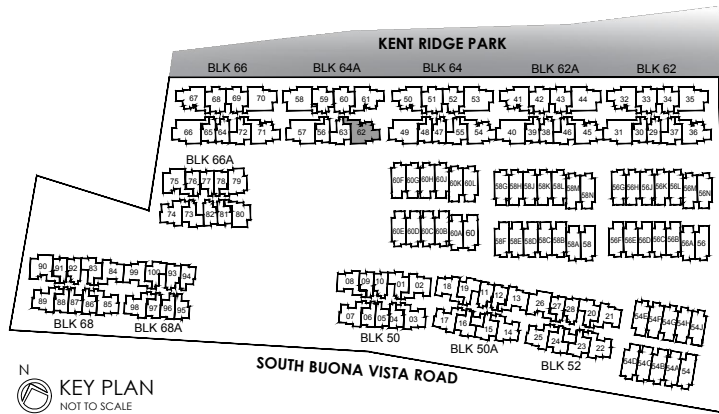 KENT RIDGE PARK
BLK 66 BLK 64A BLK 64 BLK 62A BLK 62
67 68 69 70 58 59 60 61 50 51 52 53 41 42 43 44 32 33 34 35
66 65 64 72 71 57 56 63 62 49 48 47 55 54 40 39 38 46 45 31 30 29 37 36
BLK 66A
75 76 77 78 79 60F 60G 60H 60J 60K 60L 58G 58H 58J 58K 58L 58M 58N 56G 56H 56J 56K 56L 56M 56N
74 73 82 81 80 60E 60D 60C 60B 60A 60 58F 58E 58D 58C 58B 58A 58 56F 56E 56D 56C 56B 56A 56
90 91 92 83 84 99 100 93 94 08 09 10 01 02 18 19 11 12 13 26 27 28 20 21 54E 54F 54G 54H 54J
89 88 87 86 85 98 97 96 95 07 06 05 04 03 17 16 15 14 25 24 23 22 54D 54C 54B 54A 54
BLK 68 BLK 68A BLK 50 BLK 50A BLK 52
SOUTH BUONA VISTA ROAD
N
KEY PLAN
NOT TO SCALE